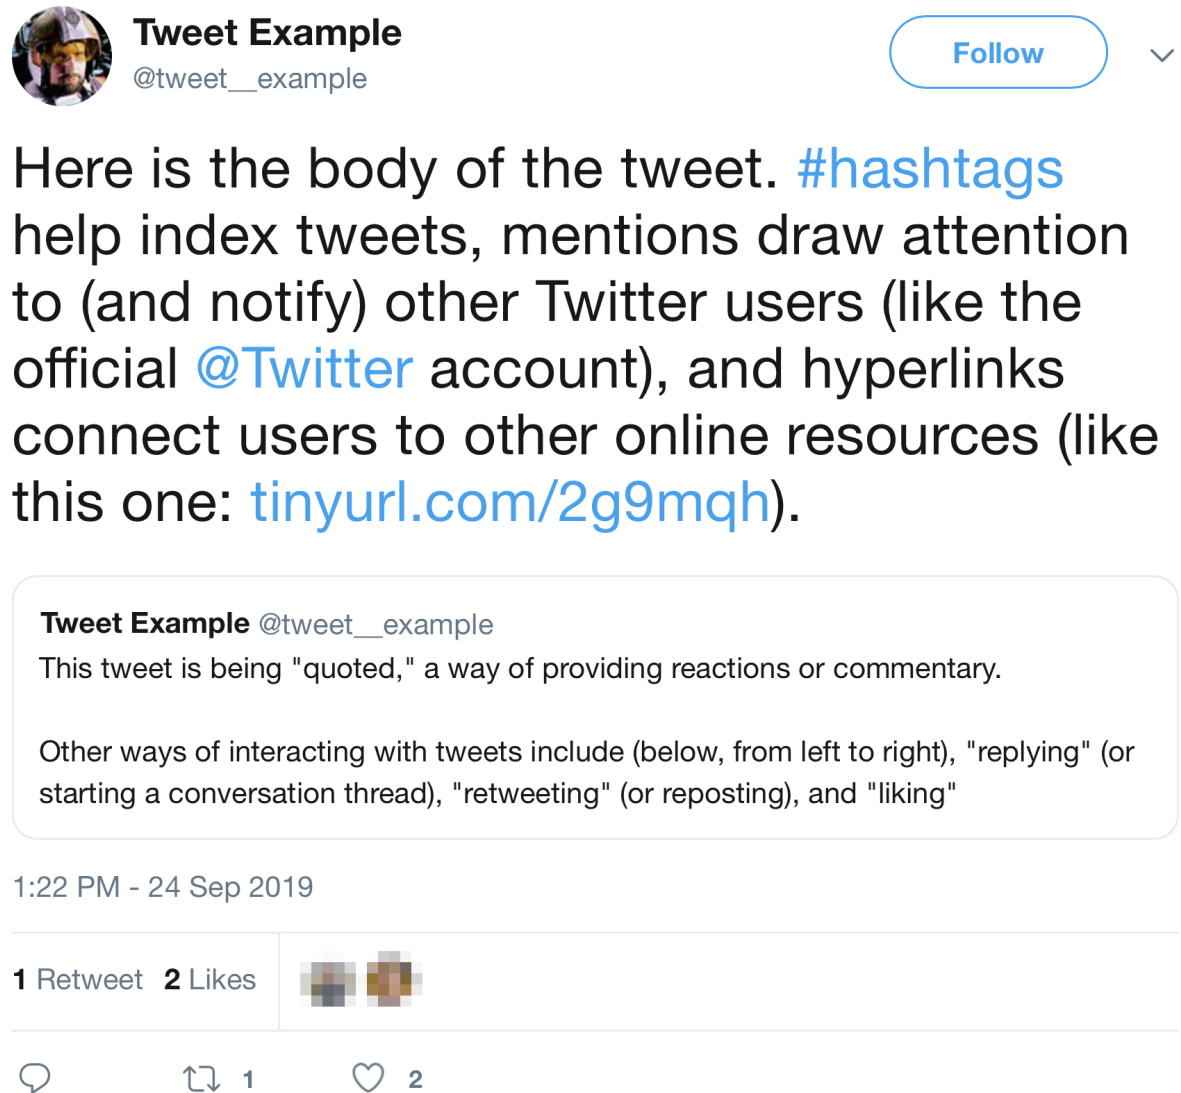 Tweet Example
@tweet__example
Follow
Here is the body of the tweet. #hashtags
help index tweets, mentions draw attention
to (and notify) other Twitter users (like the
official @Twitter account), and hyperlinks
connect users to other online resources (like
this one: tinyurl.com/2g9mqh).
Tweet Example @tweet__example
This tweet is being "quoted," a way of providing reactions or commentary.
Other ways of interacting with tweets include (below, from left to right), "replying" (or
starting a conversation thread), "retweeting" (or reposting), and "liking"
1:22 PM - 24 Sep 2019
1 Retweet 2 Likes
1 2